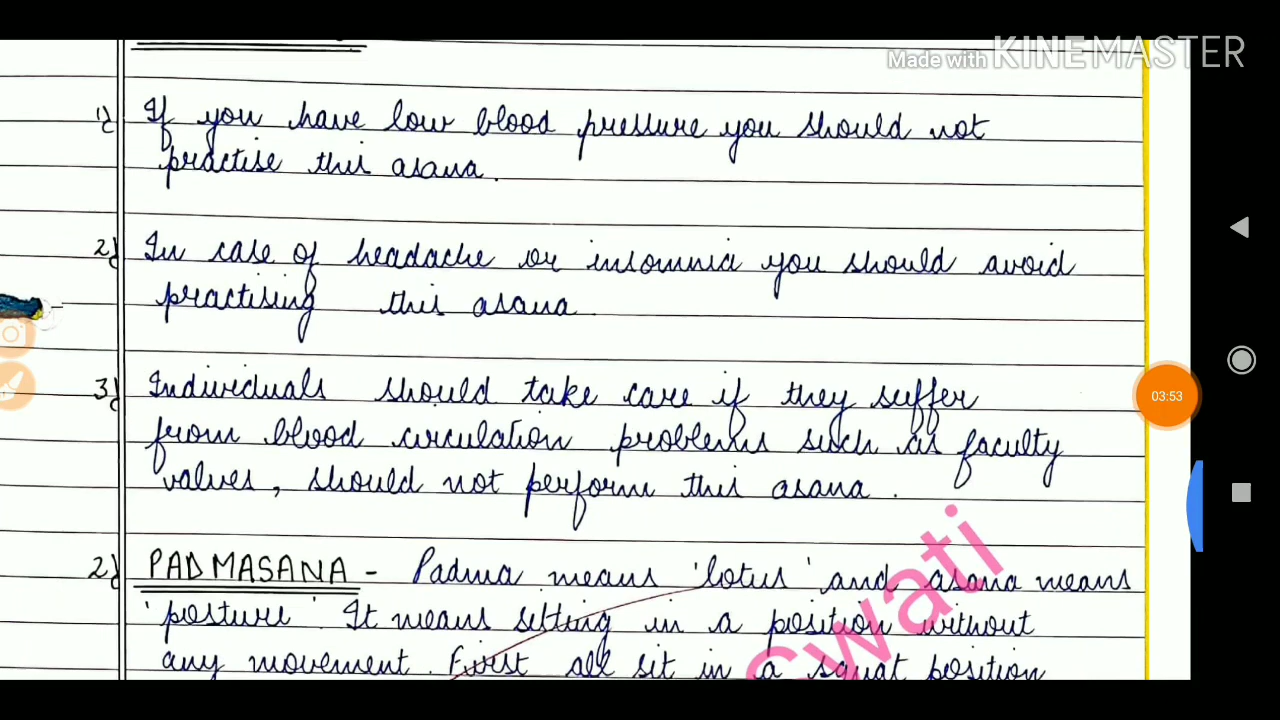 Made with KINEMASTER
1) If you have low blood pressure you should not
practise this asana.
2) In case of headache or insomnia you should avoid
practising this asana
3) Individuals should take care if they suffer
from blood circulation problems such as faculty
values, should not perform this asana.
03:53
2) PADMASANA - Padma means 'lotus' and asana means
'posture'. It means sitting in a position without
any movement. First all sit in a squat position
Swati